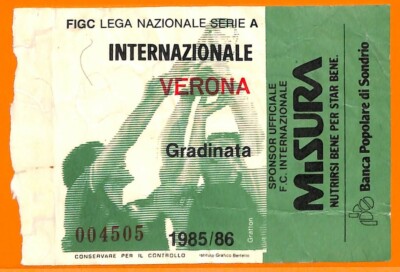 FIGC LEGA NAZIONALE SERIE A
INTERNAZIONALE
VERONA
Gradinata
004505
1985/86
CONSERVARE PER IL CONTROLLO
Grafton
SPONSOR UFFICIALE
F.C. INTERNAZIONALE
MISURA
NUTRIRSI BENE PER STAR BENE.
Banca Popolare di Sondrio